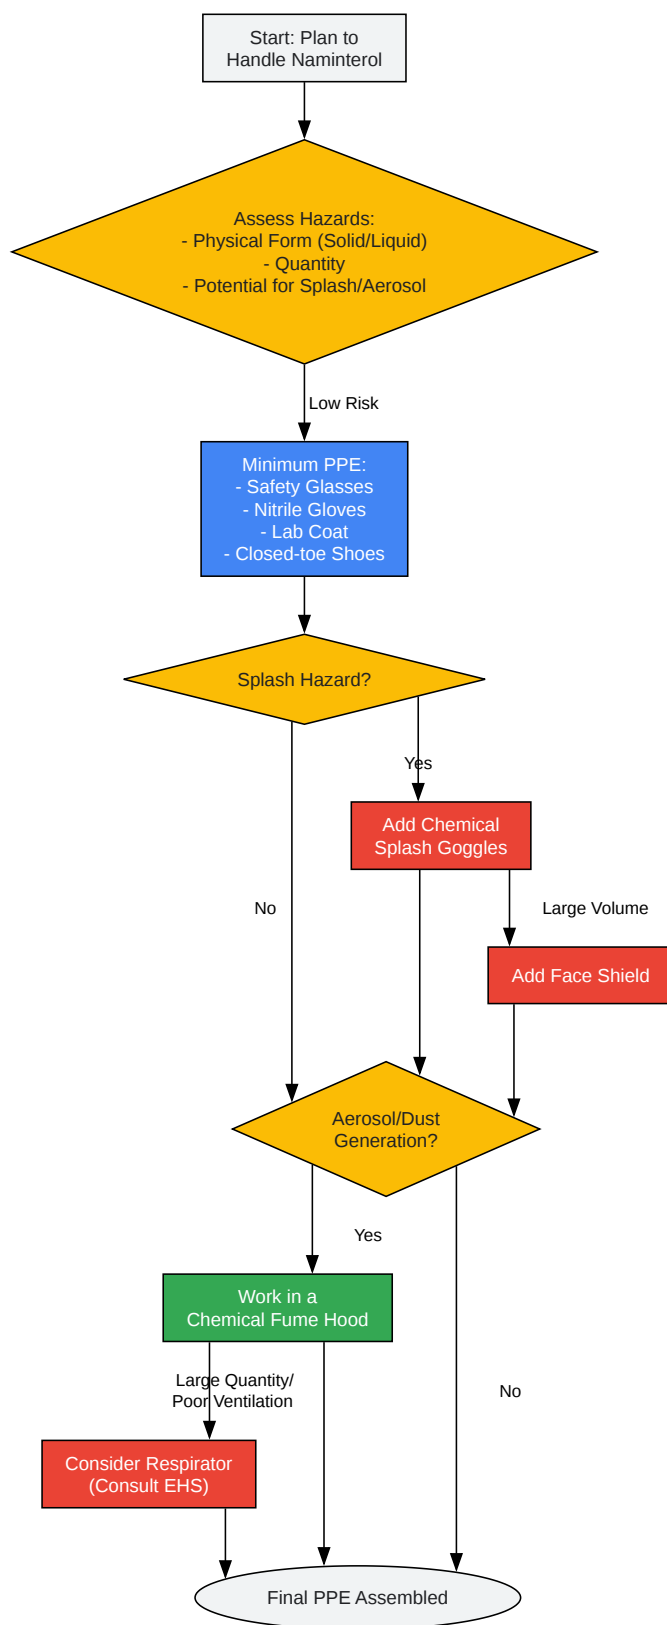 Start: Plan to
Handle Naminterol
Assess Hazards:
- Physical Form (Solid/Liquid)
- Quantity
- Potential for Splash/Aerosol
Low Risk
Minimum PPE:
- Safety Glasses
- Nitrile Gloves
- Lab Coat
- Closed-toe Shoes
Splash Hazard?
Yes
Add Chemical
Splash Goggles
No
Large Volume
Add Face Shield
Aerosol/Dust
Generation?
Yes
Work in a
Chemical Fume Hood
Large Quantity/
Poor Ventilation
No
Consider Respirator
(Consult EHS)
Final PPE Assembled